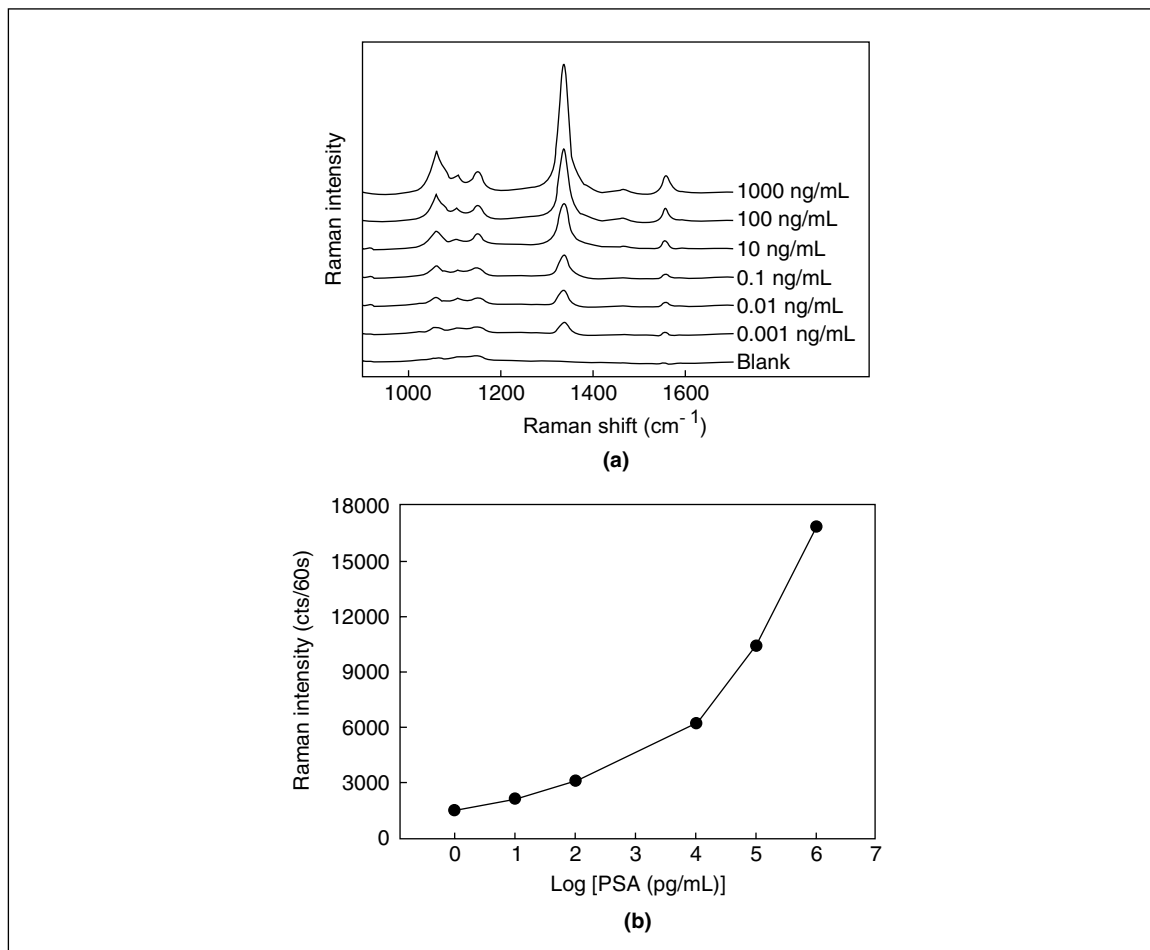 Raman intensity
1000 ng/mL
100 ng/mL
10 ng/mL
0.1 ng/mL
0.01 ng/mL
0.001 ng/mL
Blank
1000 1200 1400 1600
Raman shift (cm-1)
(a)
Raman intensity (cts/60s)
18000
15000
12000
9000
6000
3000
0
0 1 2 3 4 5 6 7
Log [PSA (pg/mL)]
(b)